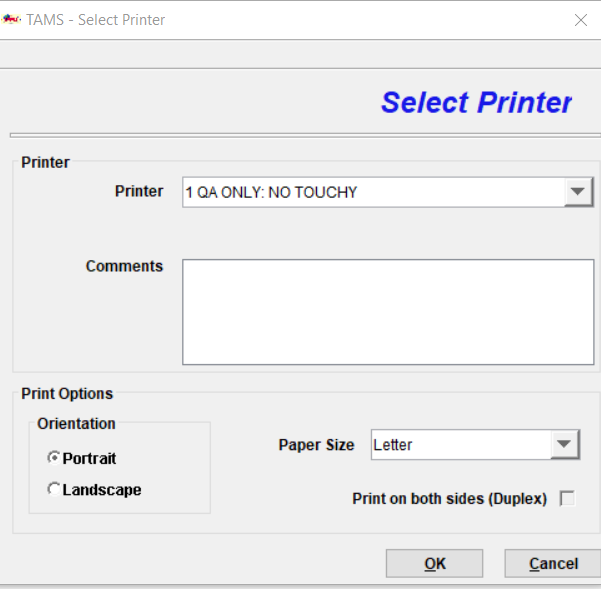 TAMS - Select Printer
Select Printer
Printer
Printer 1 QA ONLY: NO TOUCHY
Comments
Print Options
Orientation
Portrait
Landscape
Paper Size Letter
Print on both sides (Duplex)
OK Cancel